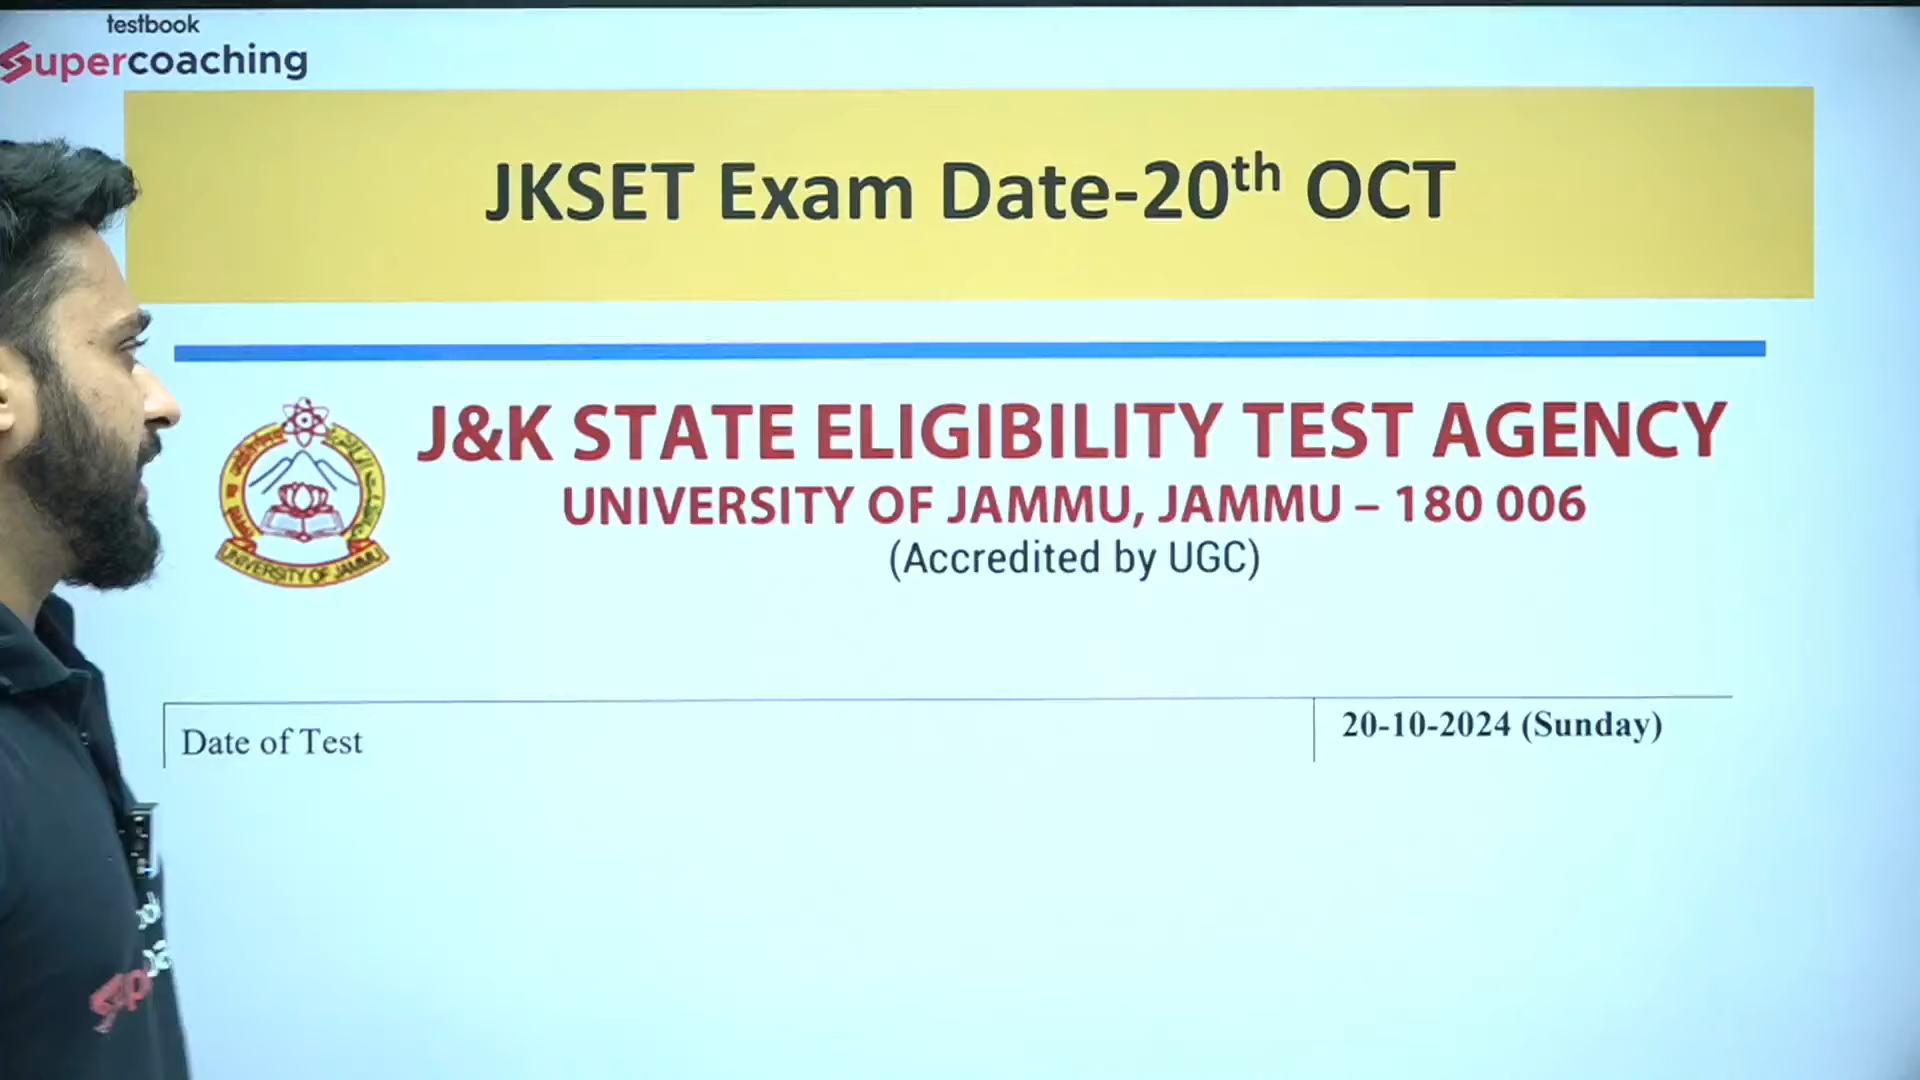 testbook
Supercoaching
JKSET Exam Date-20th OCT
J&K STATE ELIGIBILITY TEST AGENCY
UNIVERSITY OF JAMMU, JAMMU – 180 006
(Accredited by UGC)
UNIVERSITY OF JAMMU
Date of Test
20-10-2024 (Sunday)